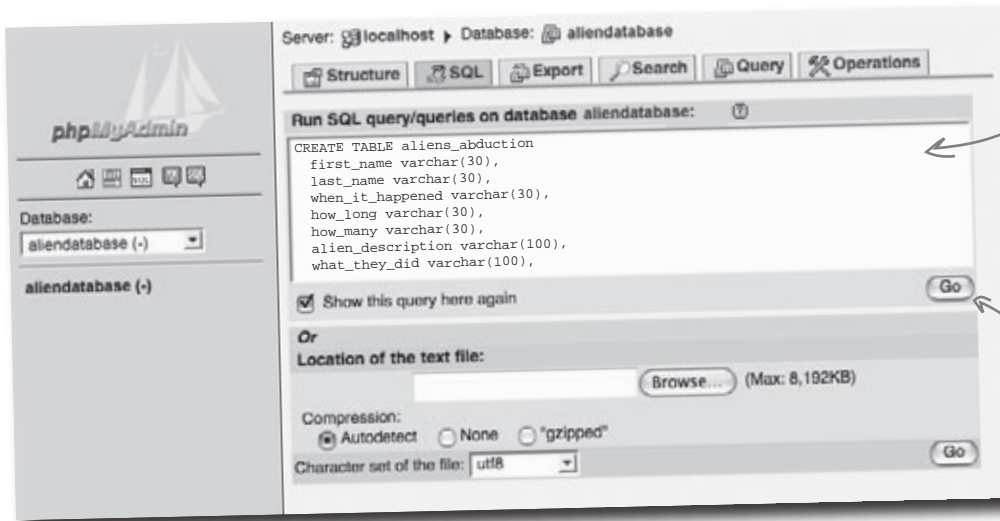 phpMyAdmin
Database:
aliendatabase (-)
aliendatabase (-)
Server: localhost ▸ Database: aliendatabase
Structure SQL Export Search Query Operations
Run SQL query/queries on database aliendatabase:
CREATE TABLE aliens_abduction
first_name varchar(30),
last_name varchar(30),
when_it_happened varchar(30),
how_long varchar(30),
how_many varchar(30),
alien_description varchar(100),
what_they_did varchar(100),
Show this query here again
Go
Or
Location of the text file:
Browse... (Max: 8,192KB)
Compression:
Autodetect None "gzipped"
Character set of the file: utf8
Go